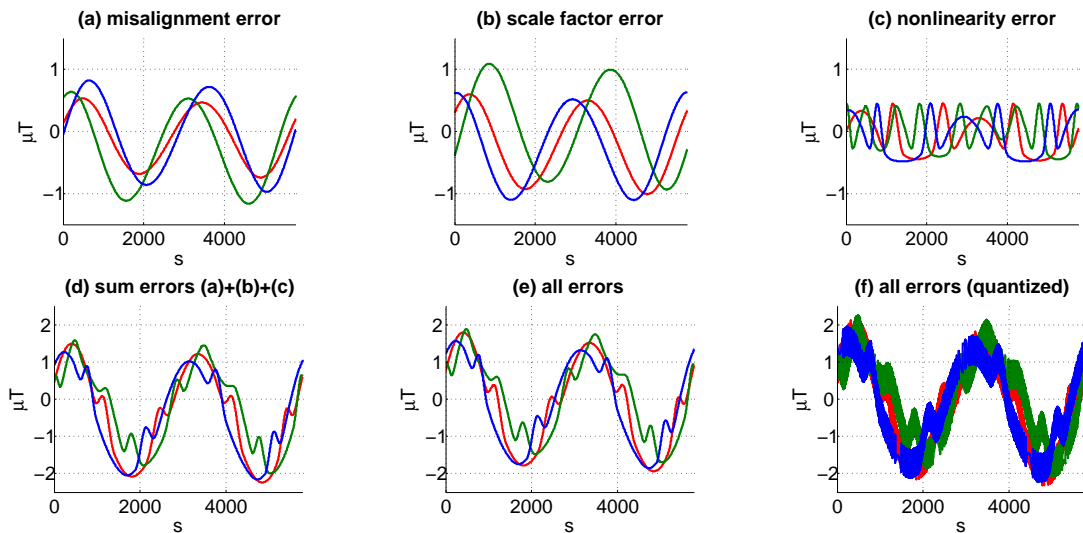 (a) misalignment error
1
0
−1
μT
0
2000
4000
s
(b) scale factor error
1
0
−1
μT
0
2000
4000
s
(c) nonlinearity error
1
0
−1
μT
0
2000
4000
s
(d) sum errors (a)+(b)+(c)
2
1
0
−1
−2
μT
0
2000
4000
s
(e) all errors
2
1
0
−1
−2
μT
0
2000
4000
s
(f) all errors (quantized)
2
1
0
−1
−2
μT
0
2000
4000
s